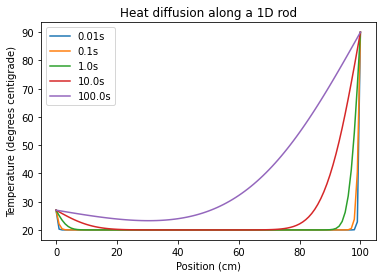 Heat diffusion along a 1D rod
Temperature (degrees centigrade)
90
80
70
60
50
40
30
20
0.01s
0.1s
1.0s
10.0s
100.0s
0 20 40 60 80 100
Position (cm)